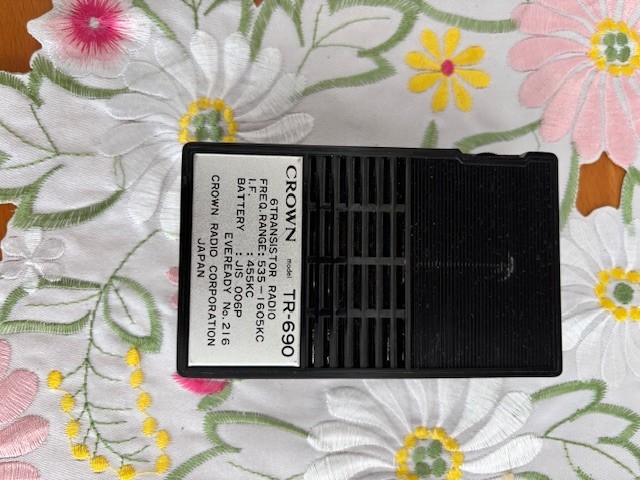 CROWN model TR-690
6TRANSISTOR RADIO
FREQ. RANGE: 535-1605KC
I.F. : 455KC
BATTERY : JIS 006P
EVEREADY No. 216
CROWN RADIO CORPORATION
JAPAN